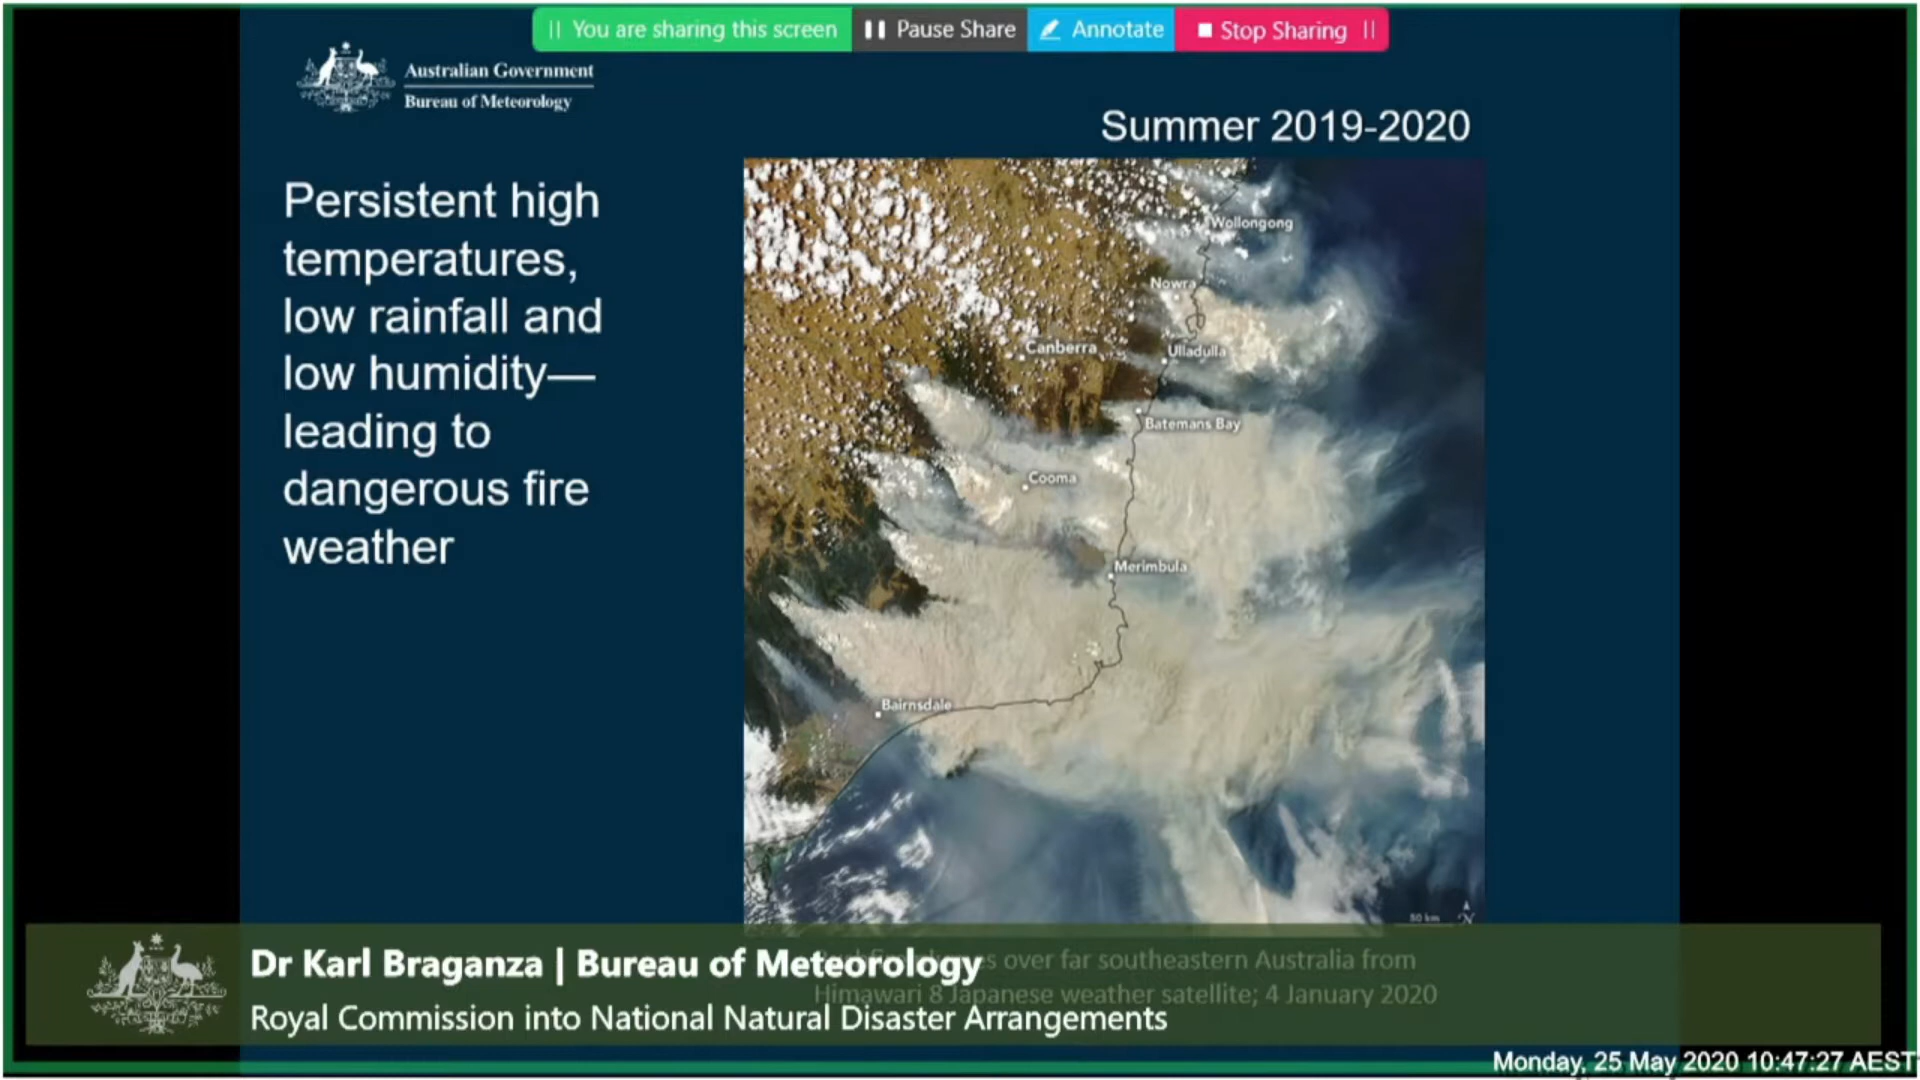 You are sharing this screen
Pause Share
Annotate
Stop Sharing
Australian Government
Bureau of Meteorology
Summer 2019-2020
Persistent high
temperatures,
low rainfall and
low humidity—
leading to
dangerous fire
weather
Wollongong
Nowra
Canberra
Ulladulla
Batemans Bay
Cooma
Merimbula
Bairnsdale
50 km
N
Dr Karl Braganza | Bureau of Meteorology
over far southeastern Australia from
Himawari 8 Japanese weather satellite; 4 January 2020
Royal Commission into National Natural Disaster Arrangements
Monday, 25 May 2020 10:47:27 AEST